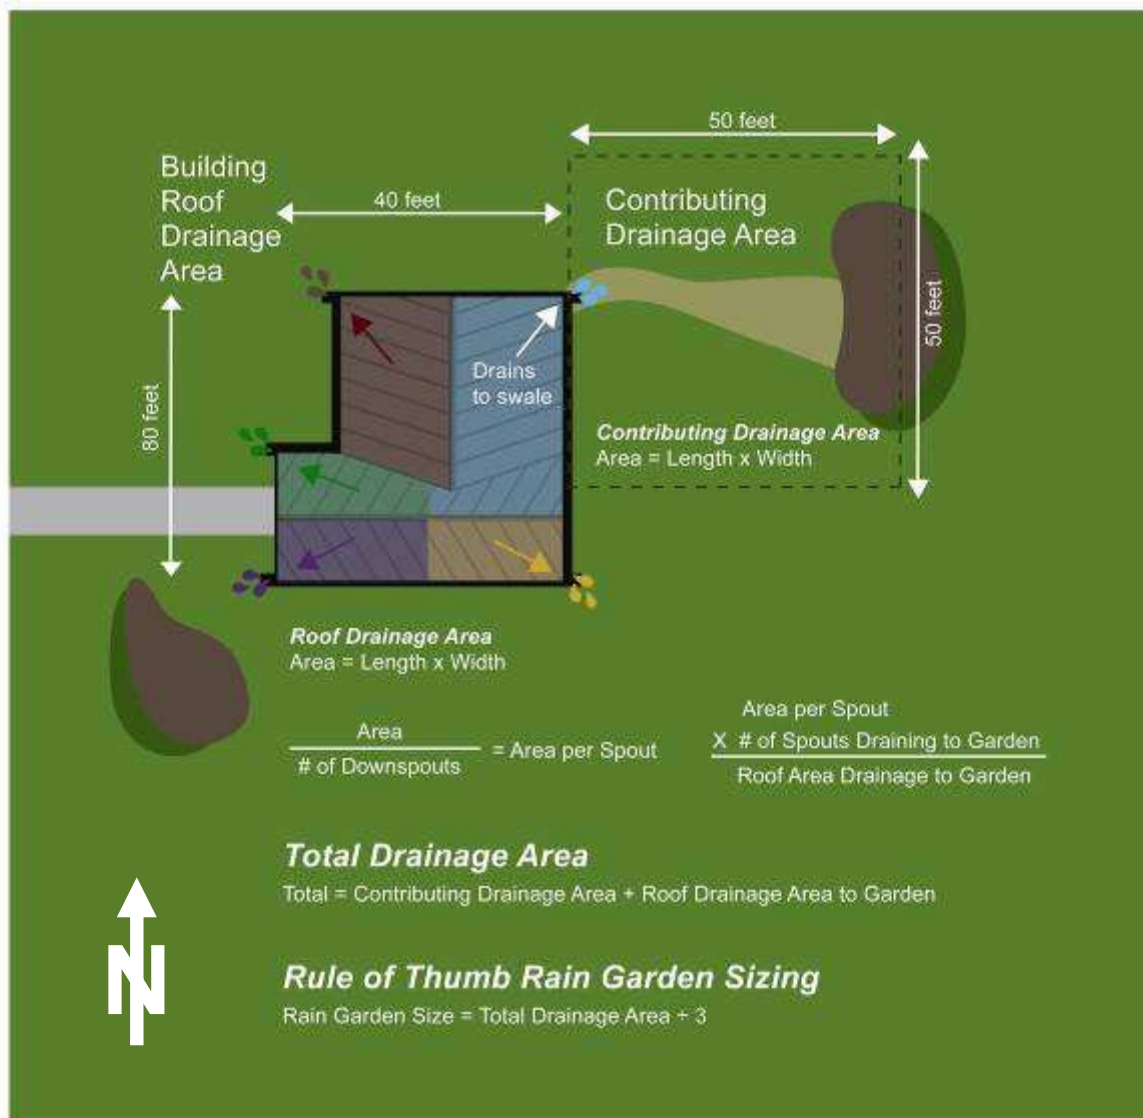 50 feet
Building
Roof
Drainage
Area
40 feet
Contributing
Drainage Area
50 feet
80 feet
Drains
to swale
Contributing Drainage Area
Area = Length x Width
Roof Drainage Area
Area = Length x Width
Area
# of Downspouts
= Area per Spout
Area per Spout
X # of Spouts Draining to Garden
Roof Area Drainage to Garden
Total Drainage Area
Total = Contributing Drainage Area + Roof Drainage Area to Garden
N
Rule of Thumb Rain Garden Sizing
Rain Garden Size = Total Drainage Area ÷ 3